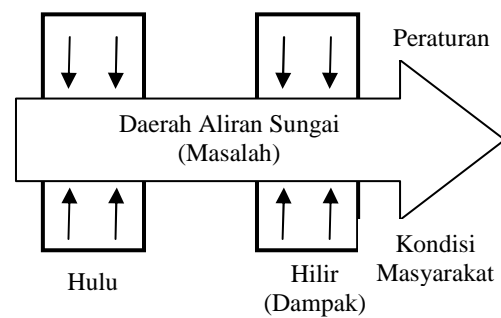 Peraturan
Daerah Aliran Sungai
(Masalah)
Hulu
Hilir
(Dampak)
Kondisi
Masyarakat